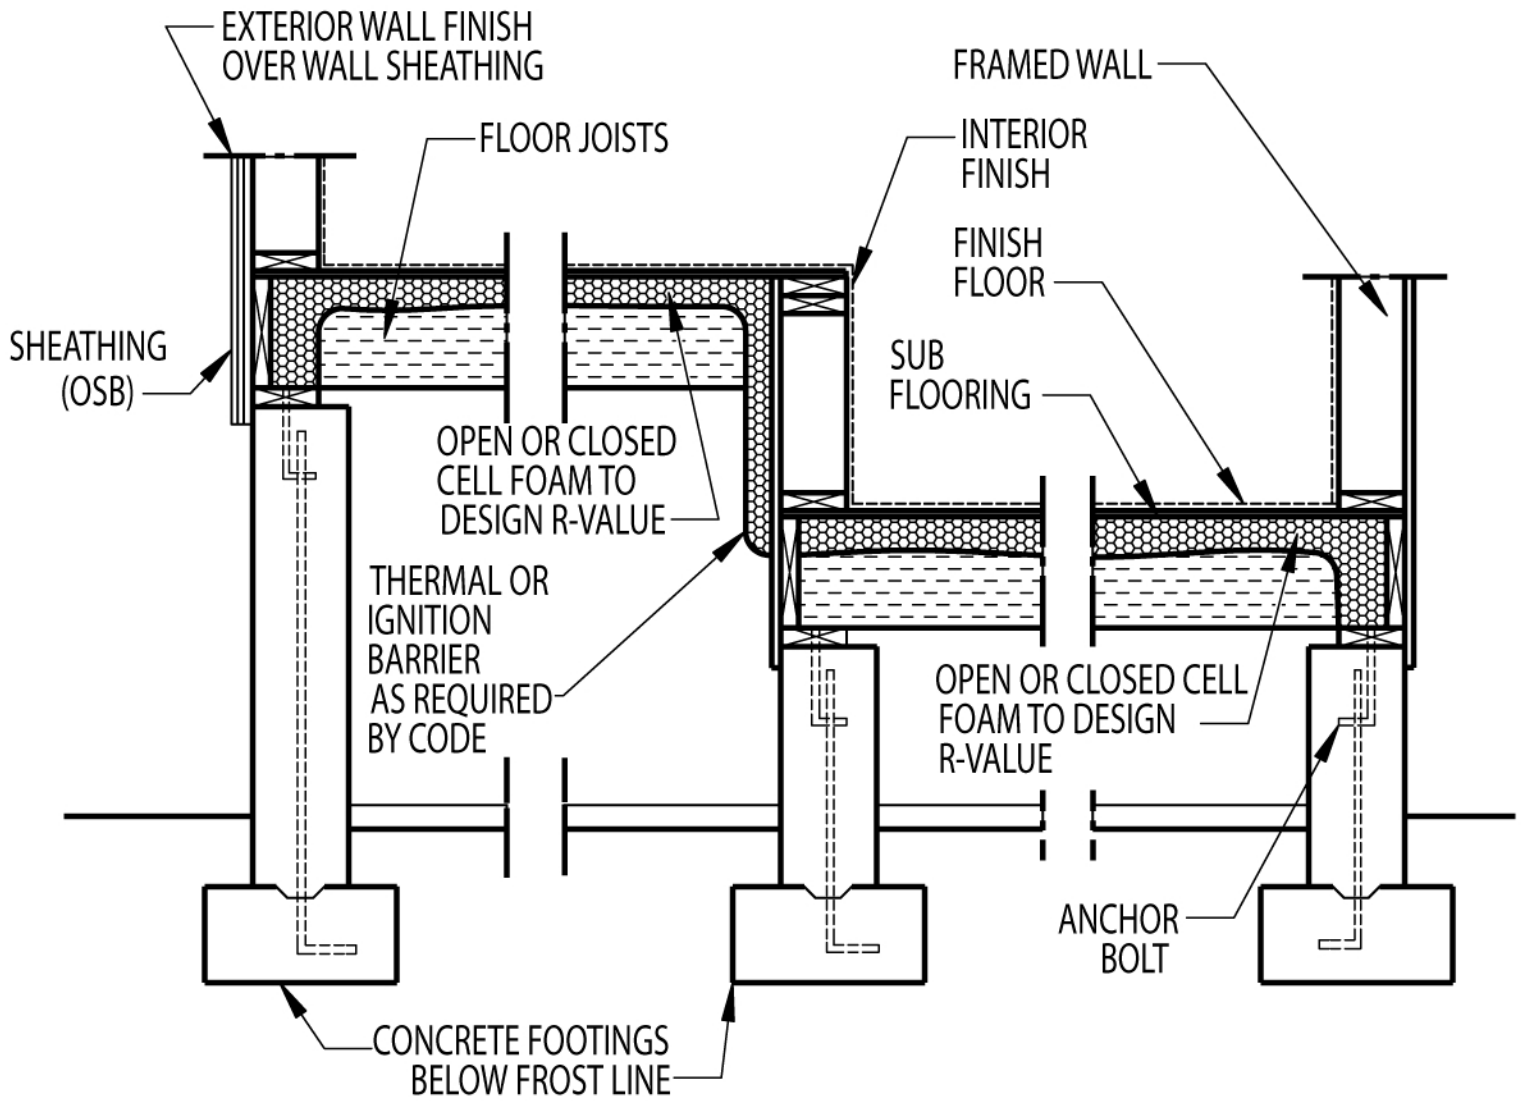 EXTERIOR WALL FINISH
OVER WALL SHEATHING
FRAMED WALL
FLOOR JOISTS
INTERIOR
FINISH
FINISH
FLOOR
SHEATHING
(OSB)
SUB
FLOORING
OPEN OR CLOSED
CELL FOAM TO
DESIGN R-VALUE
THERMAL OR
IGNITION
BARRIER
AS REQUIRED
BY CODE
OPEN OR CLOSED CELL
FOAM TO DESIGN
R-VALUE
ANCHOR
BOLT
CONCRETE FOOTINGS
BELOW FROST LINE